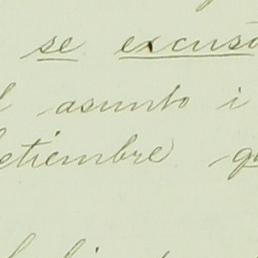 se excusó
asunto i
Setiembre